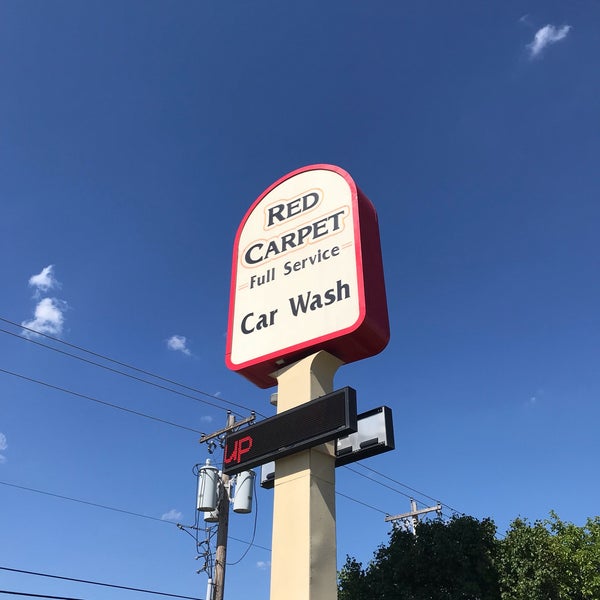 RED
CARPET
Full Service
Car Wash
UP